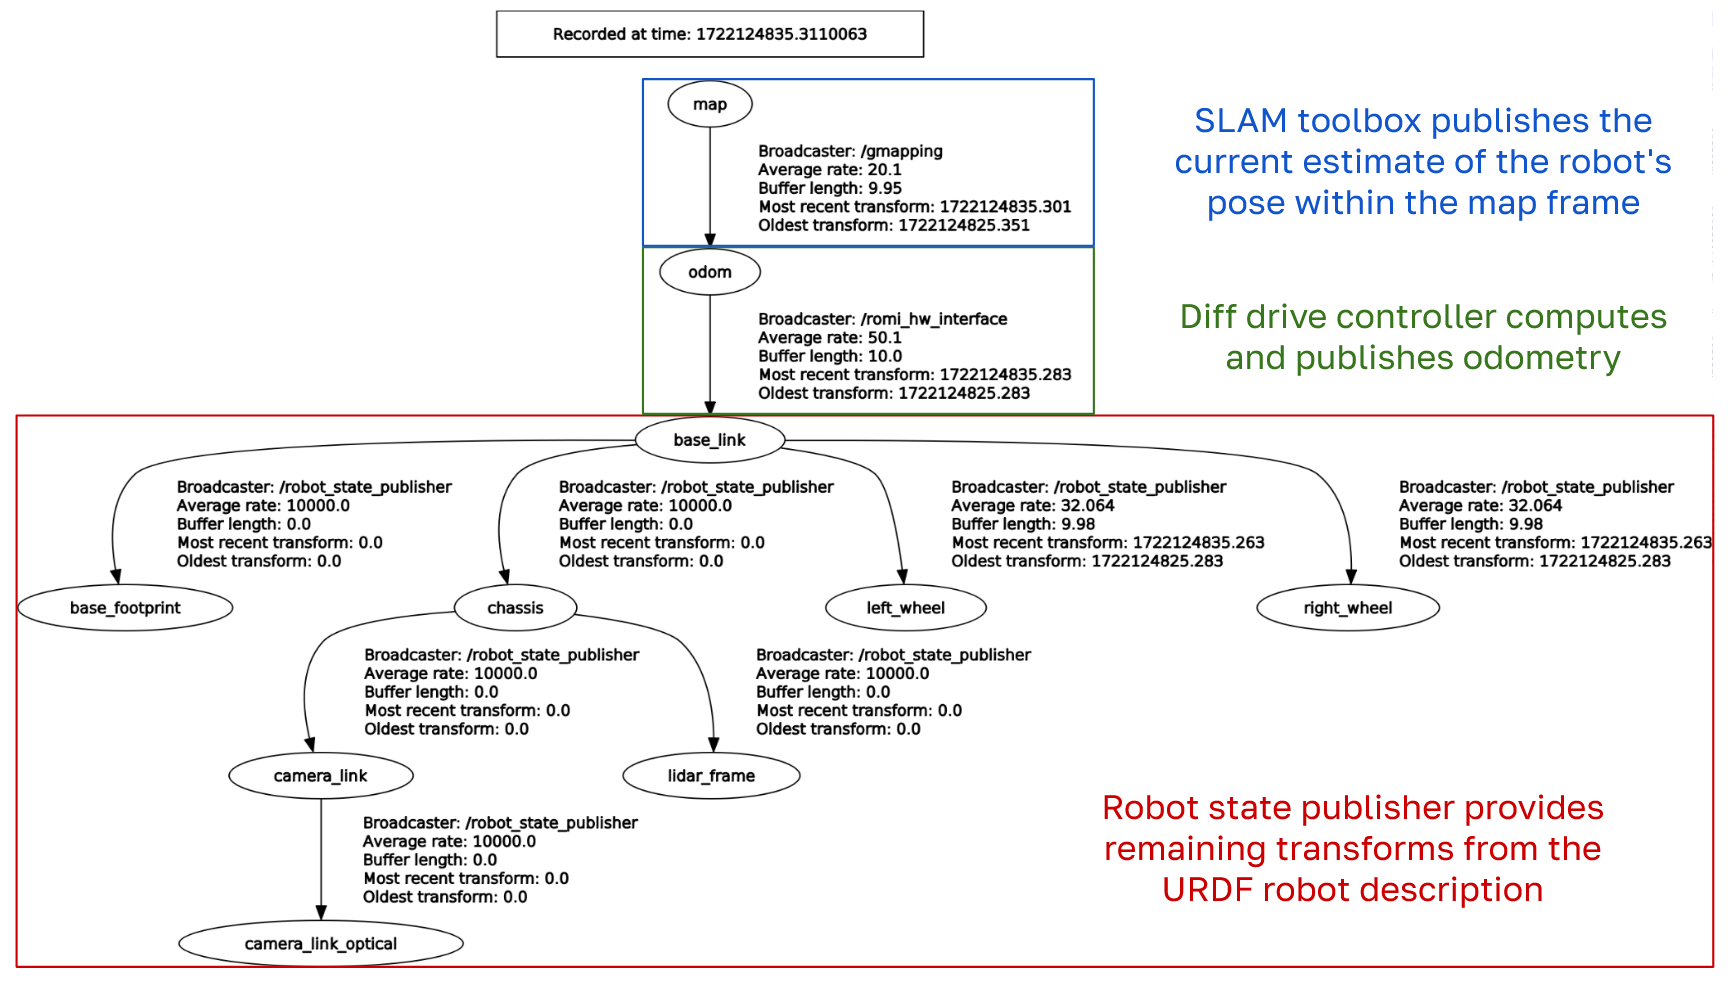 Recorded at time: 1722124835.3110063
map
Broadcaster: /gmapping
Average rate: 20.1
Buffer length: 9.95
Most recent transform: 1722124835.301
Oldest transform: 1722124825.351
SLAM toolbox publishes the
current estimate of the robot's
pose within the map frame
odom
Broadcaster: /romi_hw_interface
Average rate: 50.1
Buffer length: 10.0
Most recent transform: 1722124835.283
Oldest transform: 1722124825.283
Diff drive controller computes
and publishes odometry
base_link
Broadcaster: /robot_state_publisher
Average rate: 10000.0
Buffer length: 0.0
Most recent transform: 0.0
Oldest transform: 0.0
Broadcaster: /robot_state_publisher
Average rate: 10000.0
Buffer length: 0.0
Most recent transform: 0.0
Oldest transform: 0.0
Broadcaster: /robot_state_publisher
Average rate: 32.064
Buffer length: 9.98
Most recent transform: 1722124835.263
Oldest transform: 1722124825.283
Broadcaster: /robot_state_publisher
Average rate: 32.064
Buffer length: 9.98
Most recent transform: 1722124835.263
Oldest transform: 1722124825.283
base_footprint
chassis
left_wheel
right_wheel
Broadcaster: /robot_state_publisher
Average rate: 10000.0
Buffer length: 0.0
Most recent transform: 0.0
Oldest transform: 0.0
Broadcaster: /robot_state_publisher
Average rate: 10000.0
Buffer length: 0.0
Most recent transform: 0.0
Oldest transform: 0.0
camera_link
lidar_frame
Broadcaster: /robot_state_publisher
Average rate: 10000.0
Buffer length: 0.0
Most recent transform: 0.0
Oldest transform: 0.0
Robot state publisher provides
remaining transforms from the
URDF robot description
camera_link_optical